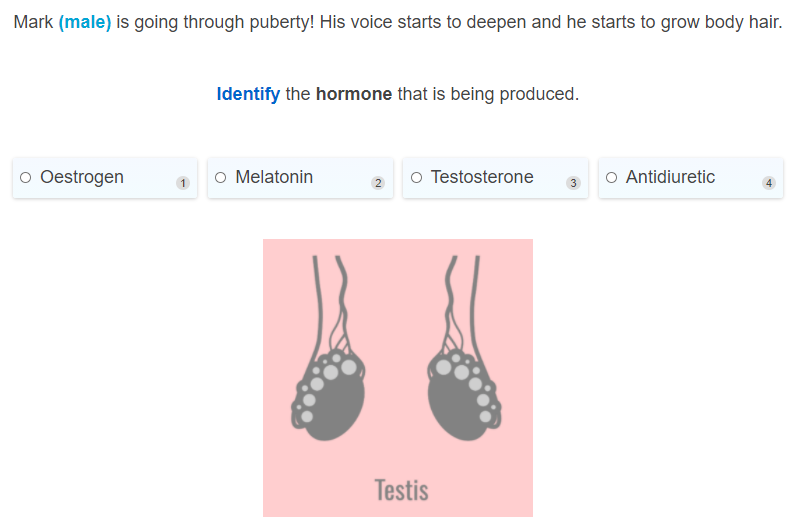 Mark (male) is going through puberty! His voice starts to deepen and he starts to grow body hair.
Identify the hormone that is being produced.
Oestrogen 1 Melatonin 2 Testosterone 3 Antidiuretic 4
Testis